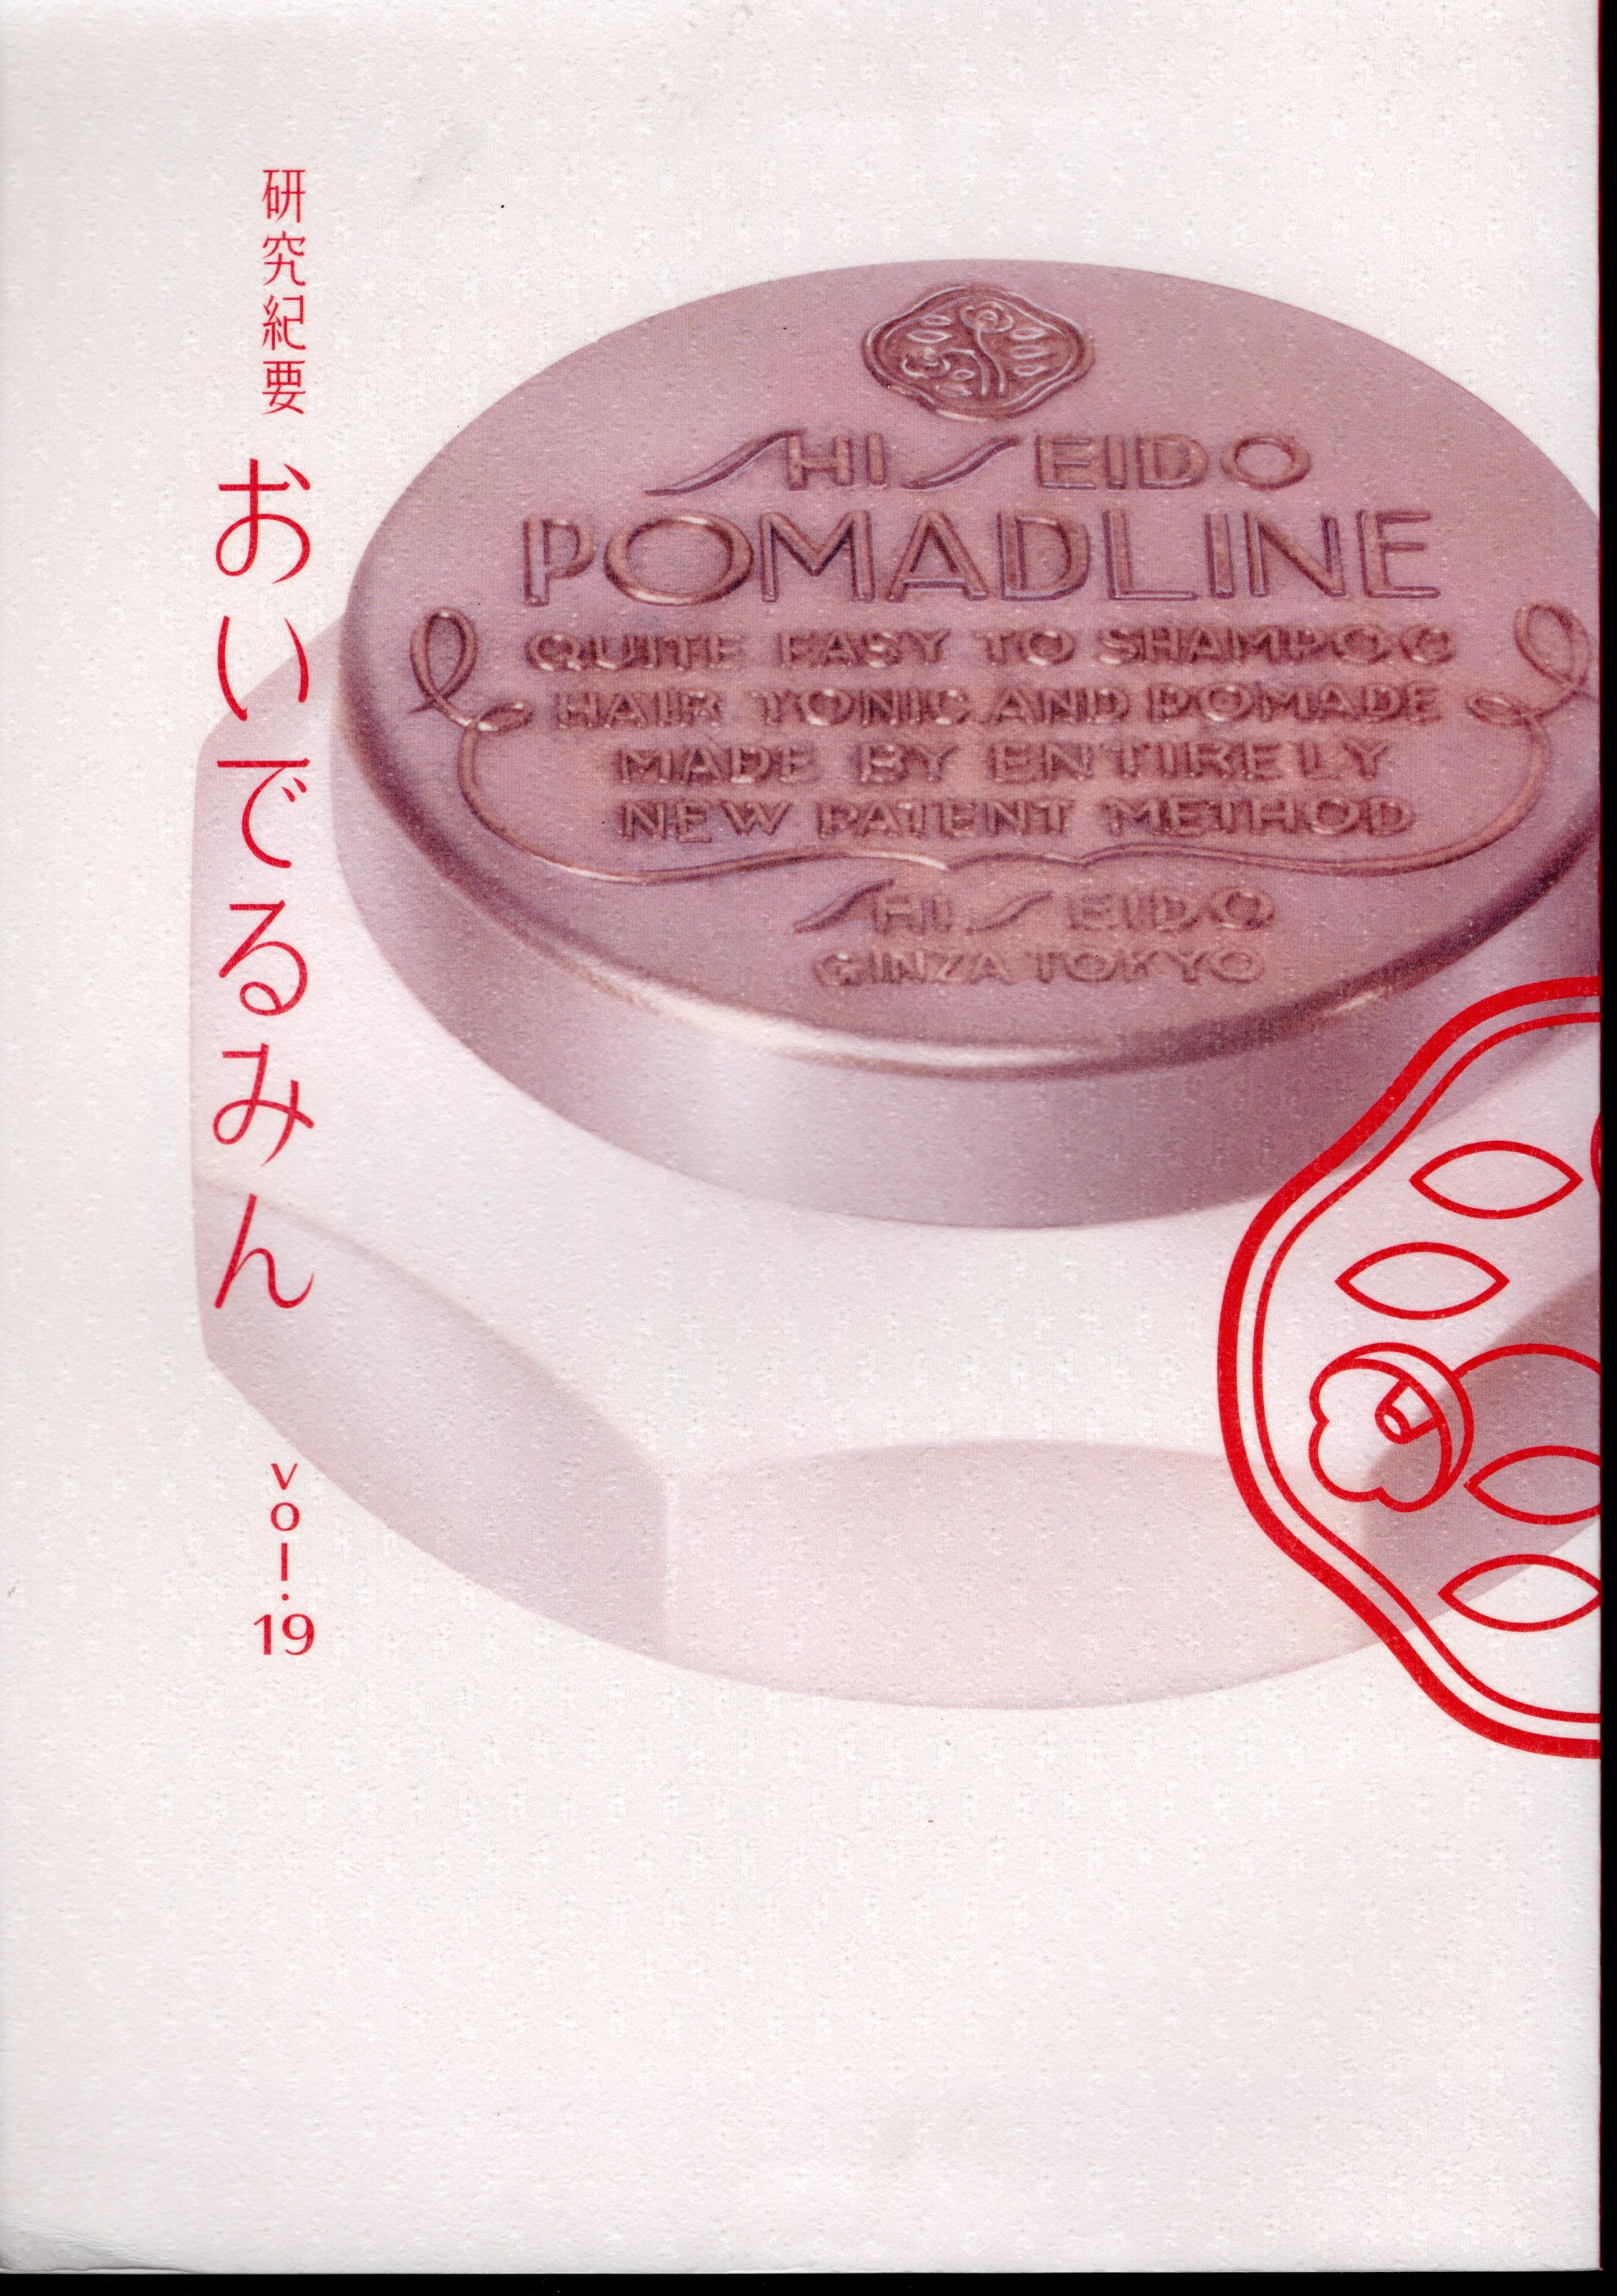 研究紀要 おいでるみん vol.19
SHISEIDO
POMADLINE
QUITE EASY TO SHAMPOO
HAIR TONIC AND POMADE
MADE BY ENTIRELY
NEW PATENT METHOD
SHISEIDO
GINZA TOKYO